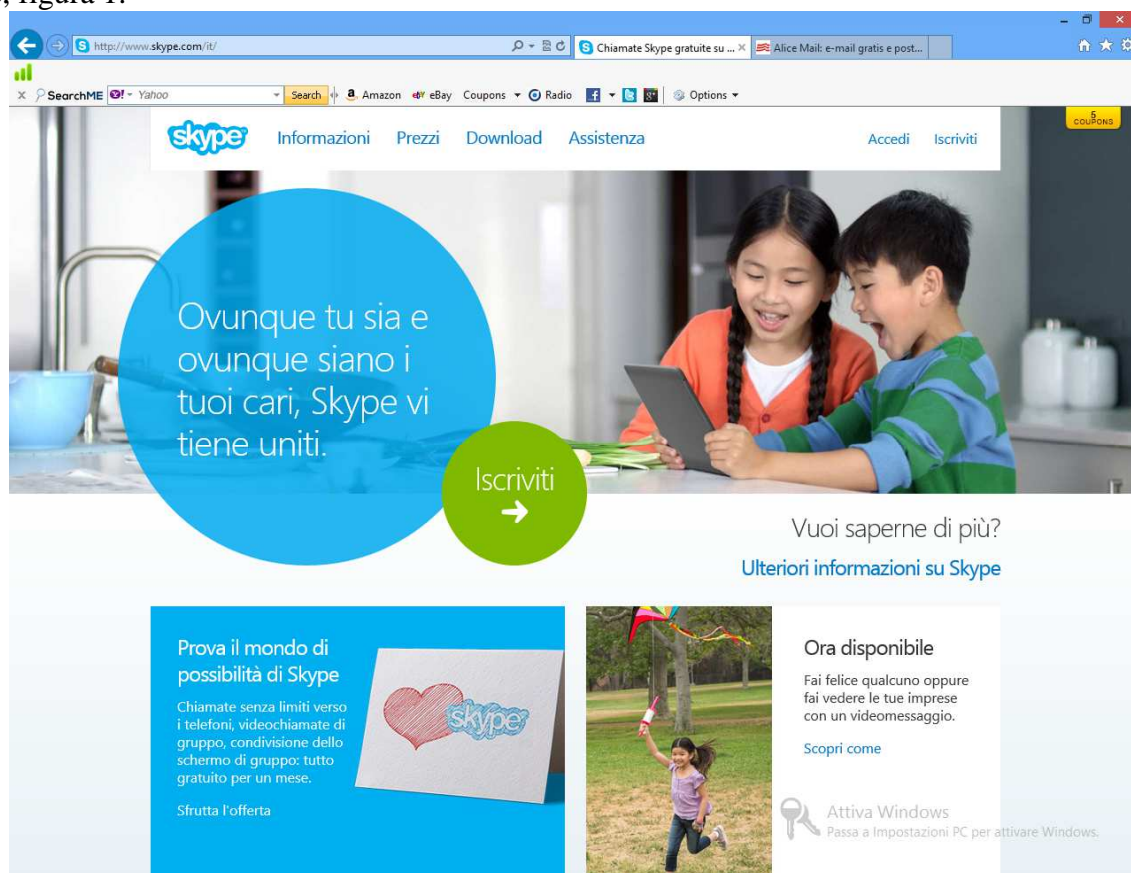 , figura 1.
http://www.skype.com/it/
Chiamate Skype gratuite su ...
Alice Mail: e-mail gratis e post...
SearchME
Yahoo
Search
Amazon
eBay
Coupons
Radio
Options
skype
Informazioni
Prezzi
Download
Assistenza
Accedi
Iscriviti
5
COUPONS
Ovunque tu sia e
ovunque siano i
tuoi cari, Skype vi
tiene uniti.
Iscriviti
Vuoi saperne di più?
Ulteriori informazioni su Skype
Prova il mondo di
possibilità di Skype
Chiamate senza limiti verso
i telefoni, videochiamate di
gruppo, condivisione dello
schermo di gruppo: tutto
gratuito per un mese.
Sfrutta l'offerta
skype
Ora disponibile
Fai felice qualcuno oppure
fai vedere le tue imprese
con un videomessaggio.
Scopri come
Attiva Windows
Passa a Impostazioni PC per attivare Windows.